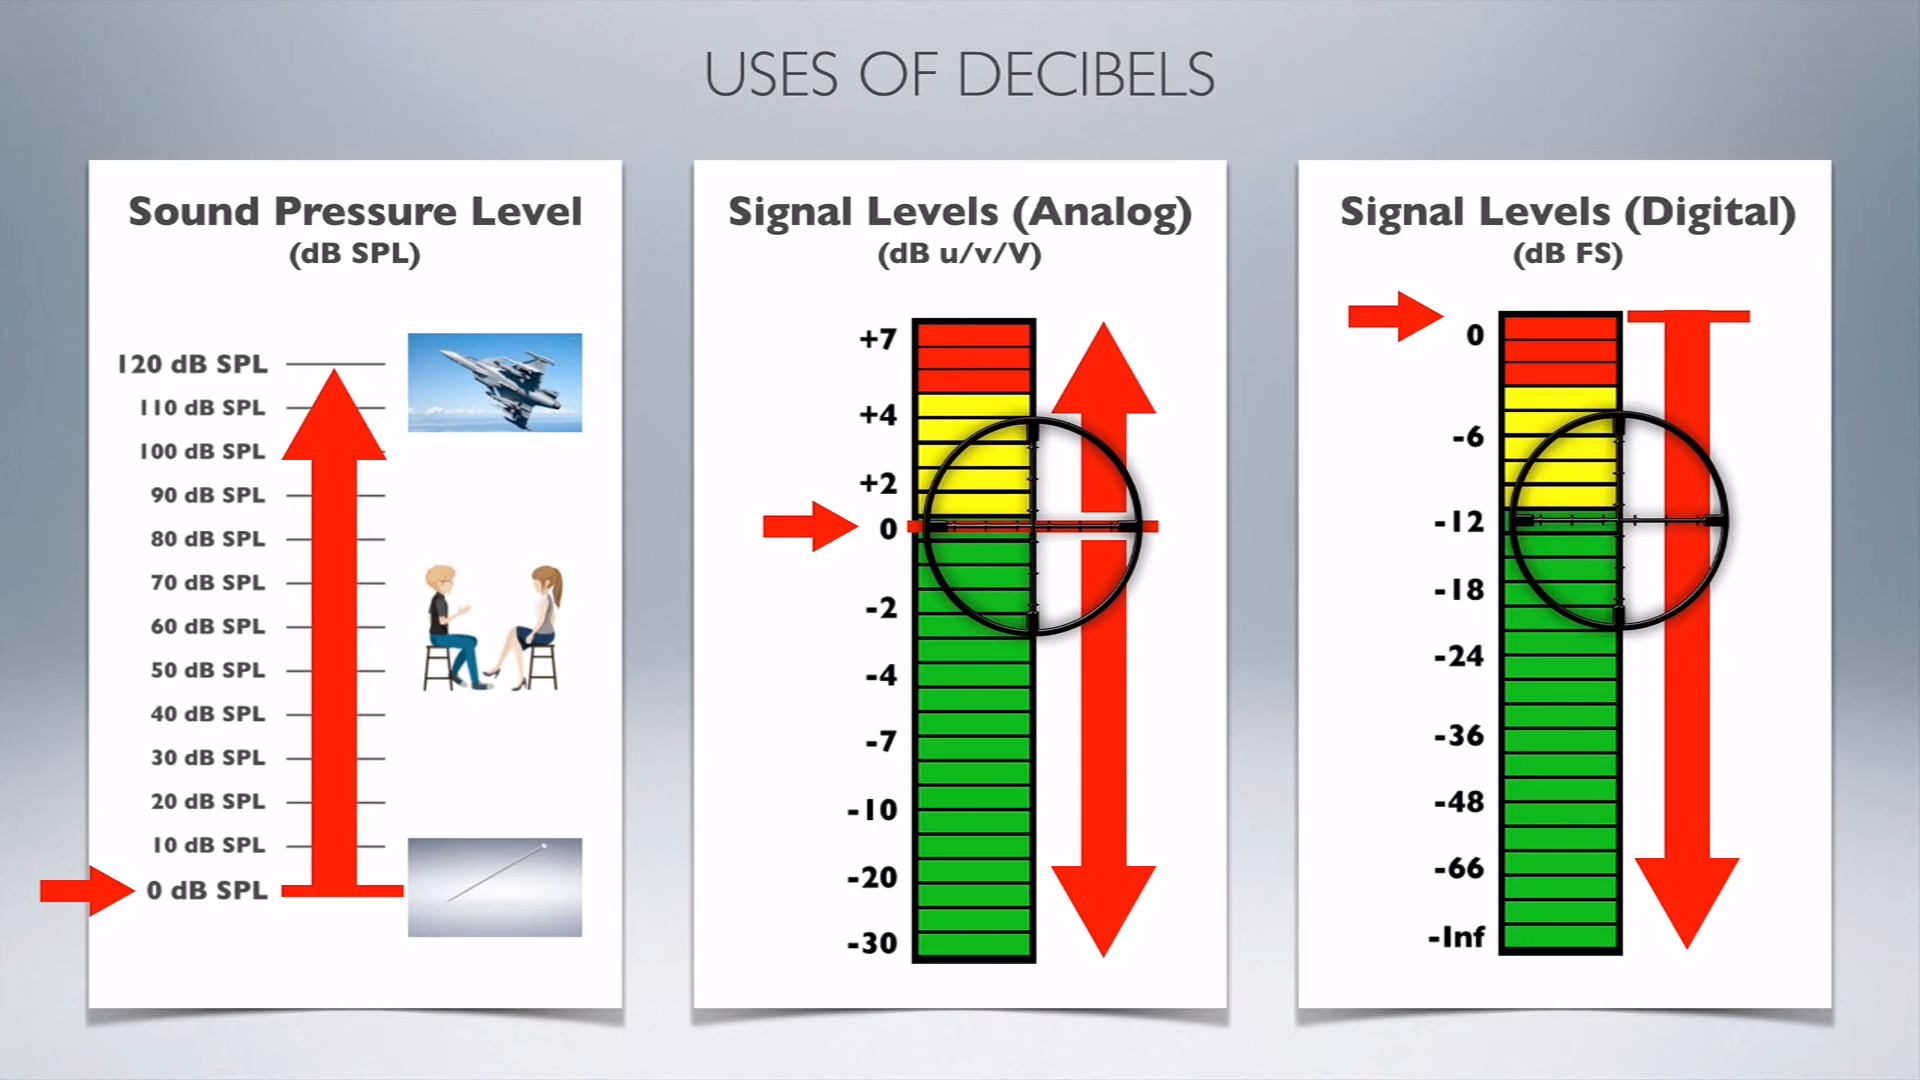 USES OF DECIBELS
Sound Pressure Level
(dB SPL)
120 dB SPL
110 dB SPL
100 dB SPL
90 dB SPL
80 dB SPL
70 dB SPL
60 dB SPL
50 dB SPL
40 dB SPL
30 dB SPL
20 dB SPL
10 dB SPL
0 dB SPL
Signal Levels (Analog)
(dB u/v/V)
+7
+4
+2
0
-2
-4
-7
-10
-20
-30
Signal Levels (Digital)
(dB FS)
0
-6
-12
-18
-24
-36
-48
-66
-Inf